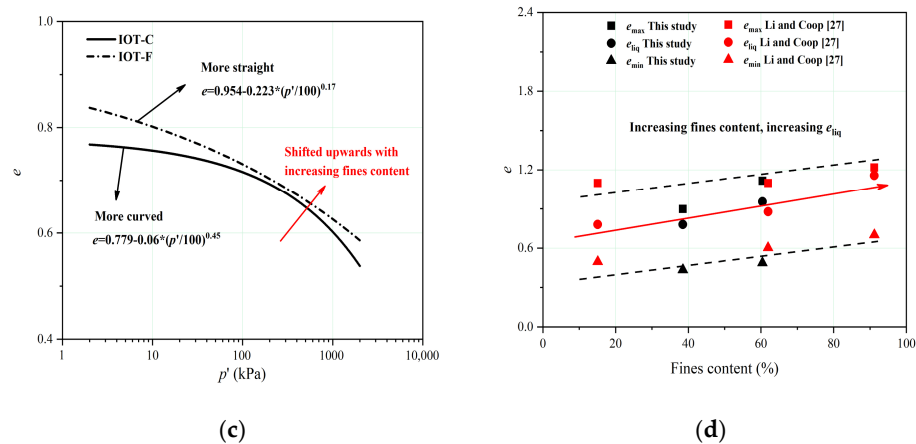 1.0
0.8
0.6
0.4
e
IOT-C
IOT-F
More straight
e=0.954-0.223*(p'/100)^0.17
Shifted upwards with
increasing fines content
More curved
e=0.779-0.06*(p'/100)^0.45
1 10 100 1000 10,000
p' (kPa)
(c)
2.4
1.8
1.2
0.6
0.0
e
e_max This study
e_liq This study
e_min This study
e_max Li and Coop [27]
e_liq Li and Coop [27]
e_min Li and Coop [27]
Increasing fines content, increasing e_liq
0 20 40 60 80 100
Fines content (%)
(d)